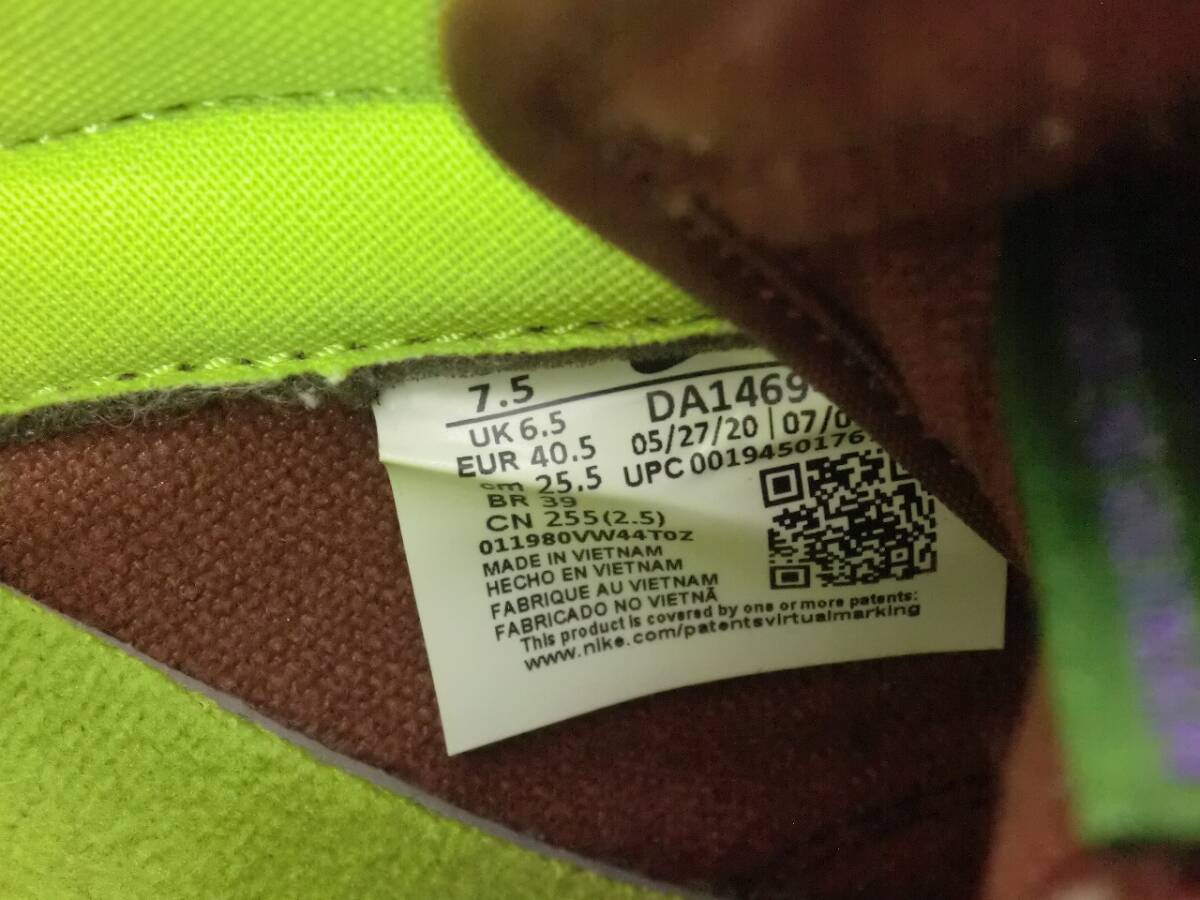 7.5
UK 6.5
EUR 40.5
cm 25.5
BR 39
CN 255(2.5)
011980VW44T0Z
MADE IN VIETNAM
HECHO EN VIETNAM
FABRIQUE AU VIETNAM
FABRICADO NO VIETNÃ
This product is covered by one or more patents:
www.nike.com/patentsvirtualmarking
DA1469
05/27/20 | 07/0
UPC 0019450176